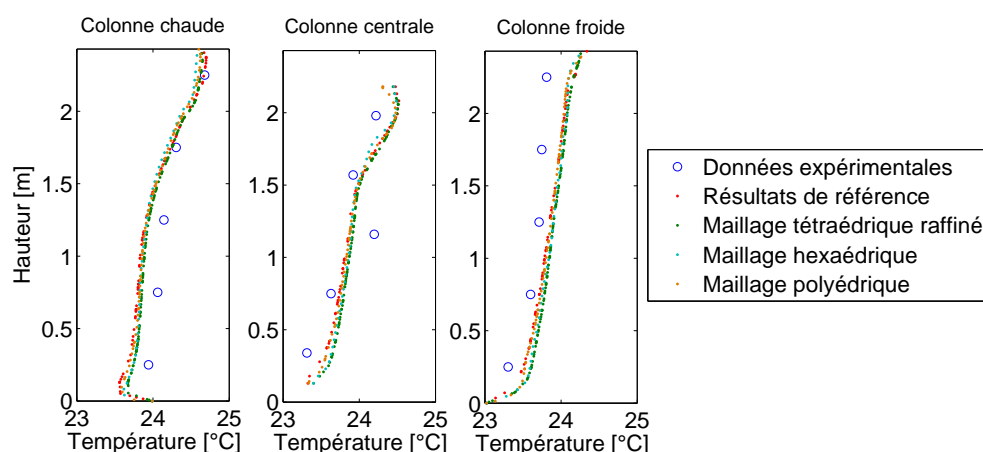 Colonne chaude
Colonne centrale
Colonne froide
Hauteur [m]
2
1.5
1
0.5
0
23
24
25
Température [°C]
2
1.5
1
0.5
0
23
24
25
Température [°C]
2
1.5
1
0.5
0
23
24
25
Température [°C]
Données expérimentales
Résultats de référence
Maillage tétraédrique raffiné
Maillage hexaédrique
Maillage polyédrique